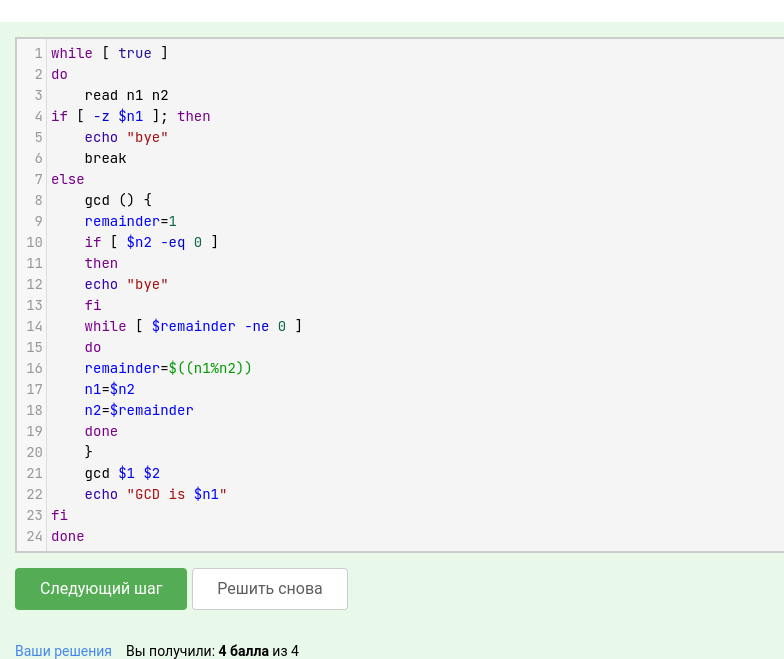 1 while [ true ]
2 do
3     read n1 n2
4 if [ -z $n1 ]; then
5     echo "bye"
6     break
7 else
8     gcd () {
9     remainder=1
10     if [ $n2 -eq 0 ]
11     then
12     echo "bye"
13     fi
14     while [ $remainder -ne 0 ]
15     do
16     remainder=$((n1%n2))
17     n1=$n2
18     n2=$remainder
19     done
20     }
21     gcd $1 $2
22     echo "GCD is $n1"
23 fi
24 done
Следующий шаг Решить снова
Ваши решения Вы получили: 4 балла из 4